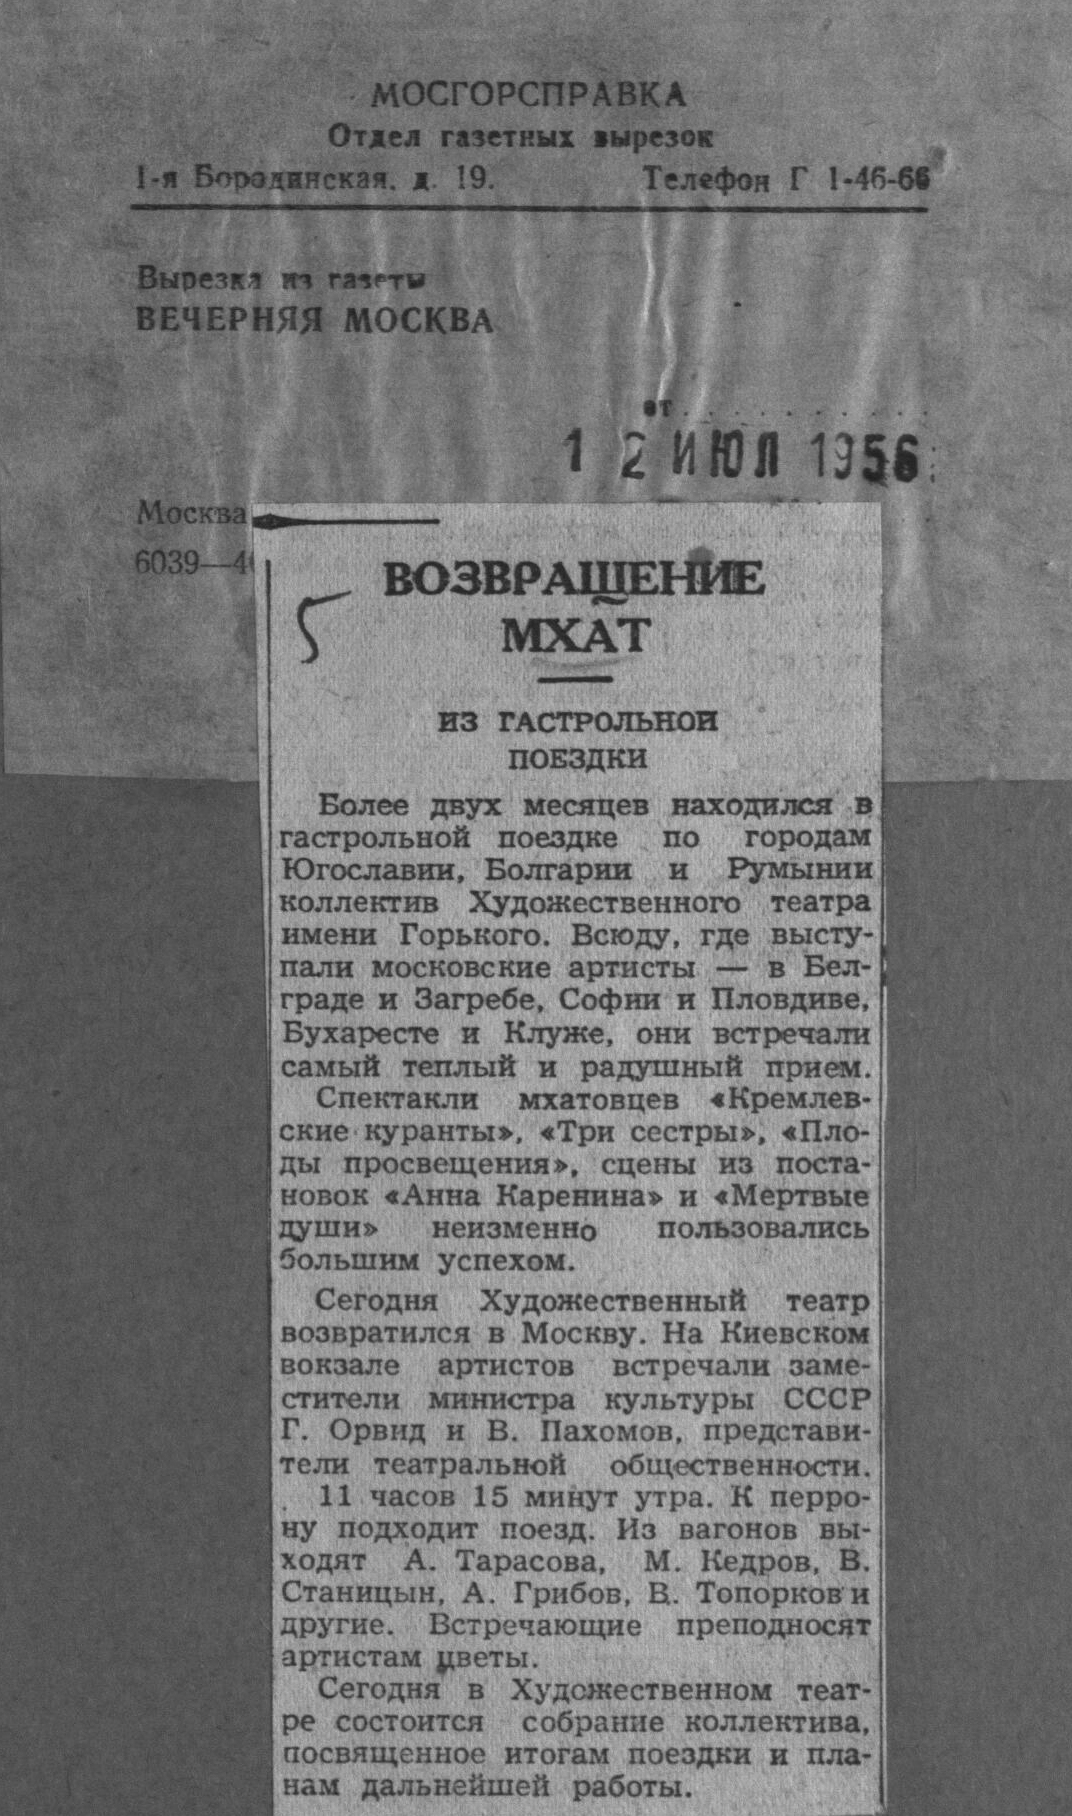 МОСГОРСПРАВКА
Отдел газетных вырезок
1-я Бородинская, д. 19.
Телефон Г 1-46-66
Вырезка из газеты
ВЕЧЕРНЯЯ МОСКВА
от . . . . . . . . . . .
12 ИЮЛ 1956
Москва
6039—4
5
ВОЗВРАЩЕНИЕ
МХАТ
ИЗ ГАСТРОЛЬНОЙ
ПОЕЗДКИ
Более двух месяцев находился в
гастрольной поездке по городам
Югославии, Болгарии и Румынии
коллектив Художественного театра
имени Горького. Всюду, где высту-
пали московские артисты — в Бел-
граде и Загребе, Софии и Пловдиве,
Бухаресте и Клуже, они встречали
самый теплый и радушный прием.
Спектакли мхатовцев «Кремлев-
ские куранты», «Три сестры», «Пло-
ды просвещения», сцены из поста-
новок «Анна Каренина» и «Мертвые
души» неизменно пользовались
большим успехом.
Сегодня Художественный театр
возвратился в Москву. На Киевском
вокзале артистов встречали заме-
стители министра культуры СССР
Г. Орвид и В. Пахомов, представи-
тели театральной общественности.
11 часов 15 минут утра. К перро-
ну подходит поезд. Из вагонов вы-
ходят А. Тарасова, М. Кедров, В.
Станицын, А. Грибов, В. Топорков и
другие. Встречающие преподносят
артистам цветы.
Сегодня в Художественном теат-
ре состоится собрание коллектива,
посвященное итогам поездки и пла-
нам дальнейшей работы.